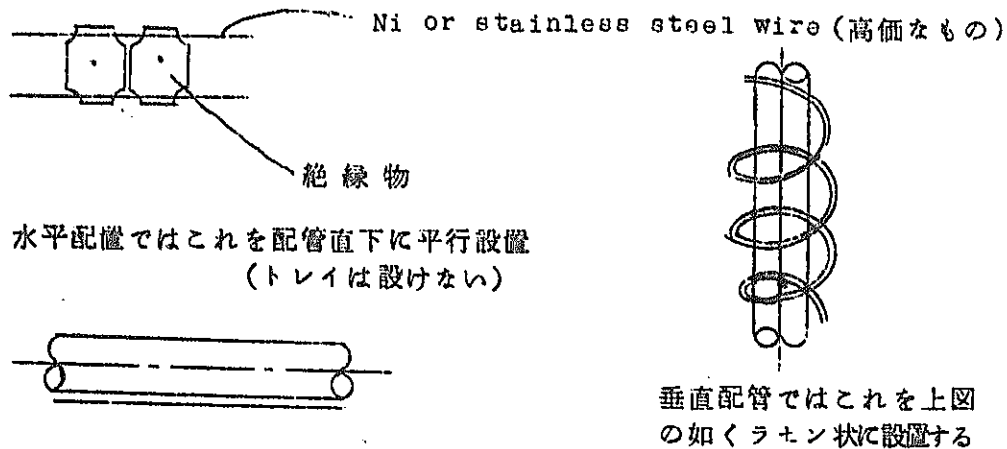 Ni or stainless steel wire (高価なもの)
絶縁物
水平配置ではこれを配管直下に平行設置
(トレイは設けない)
垂直配管ではこれを上図
の如くラセン状に設置する